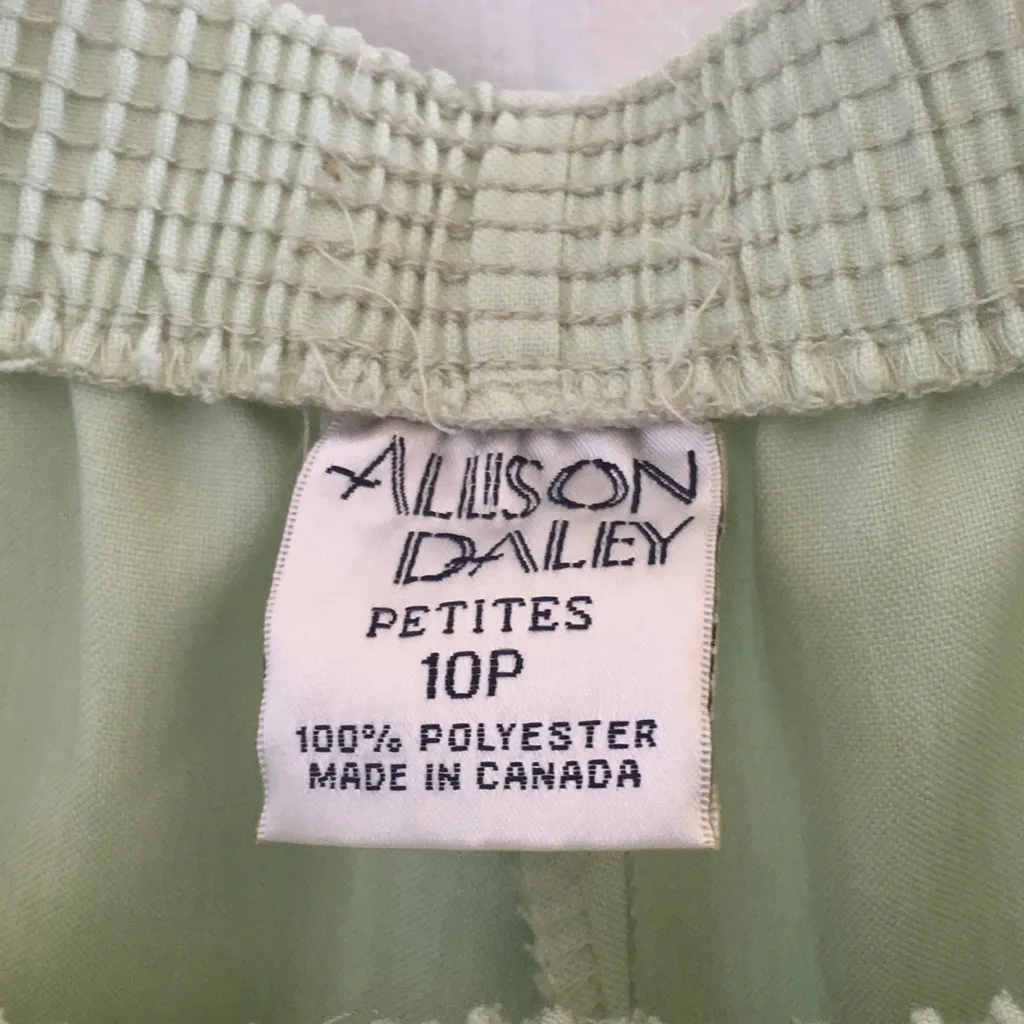 ALLISON
DALEY
PETITES
10P
100% POLYESTER
MADE IN CANADA